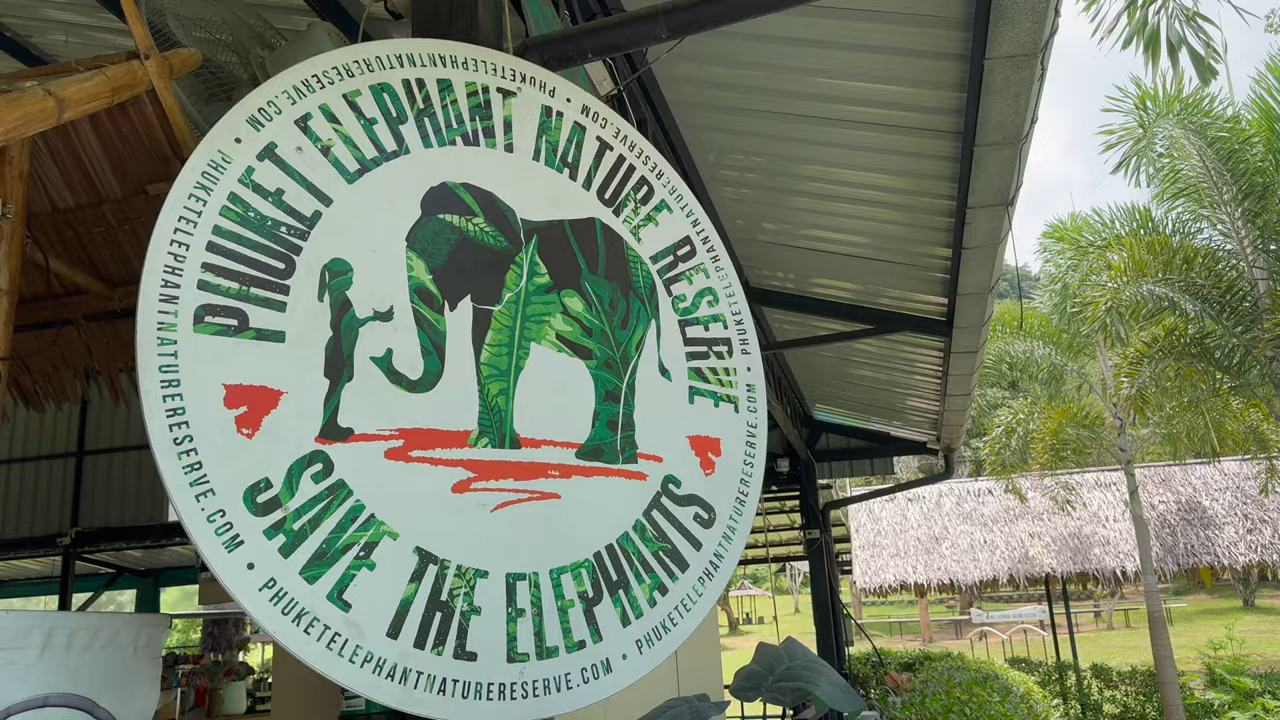 PHUKET ELEPHANT NATURE RESERVE
SAVE THE ELEPHANTS
PHUKETELEPHANTNATURERESERVE.COM • PHUKETELEPHANTNATURERESERVE.COM • PHUKETELEPHANTNATURERESERVE.COM • PHUKETELEPHANTNATURERESERVE.COM • PHUKETELEPHANTNATURERESERVE.COM •